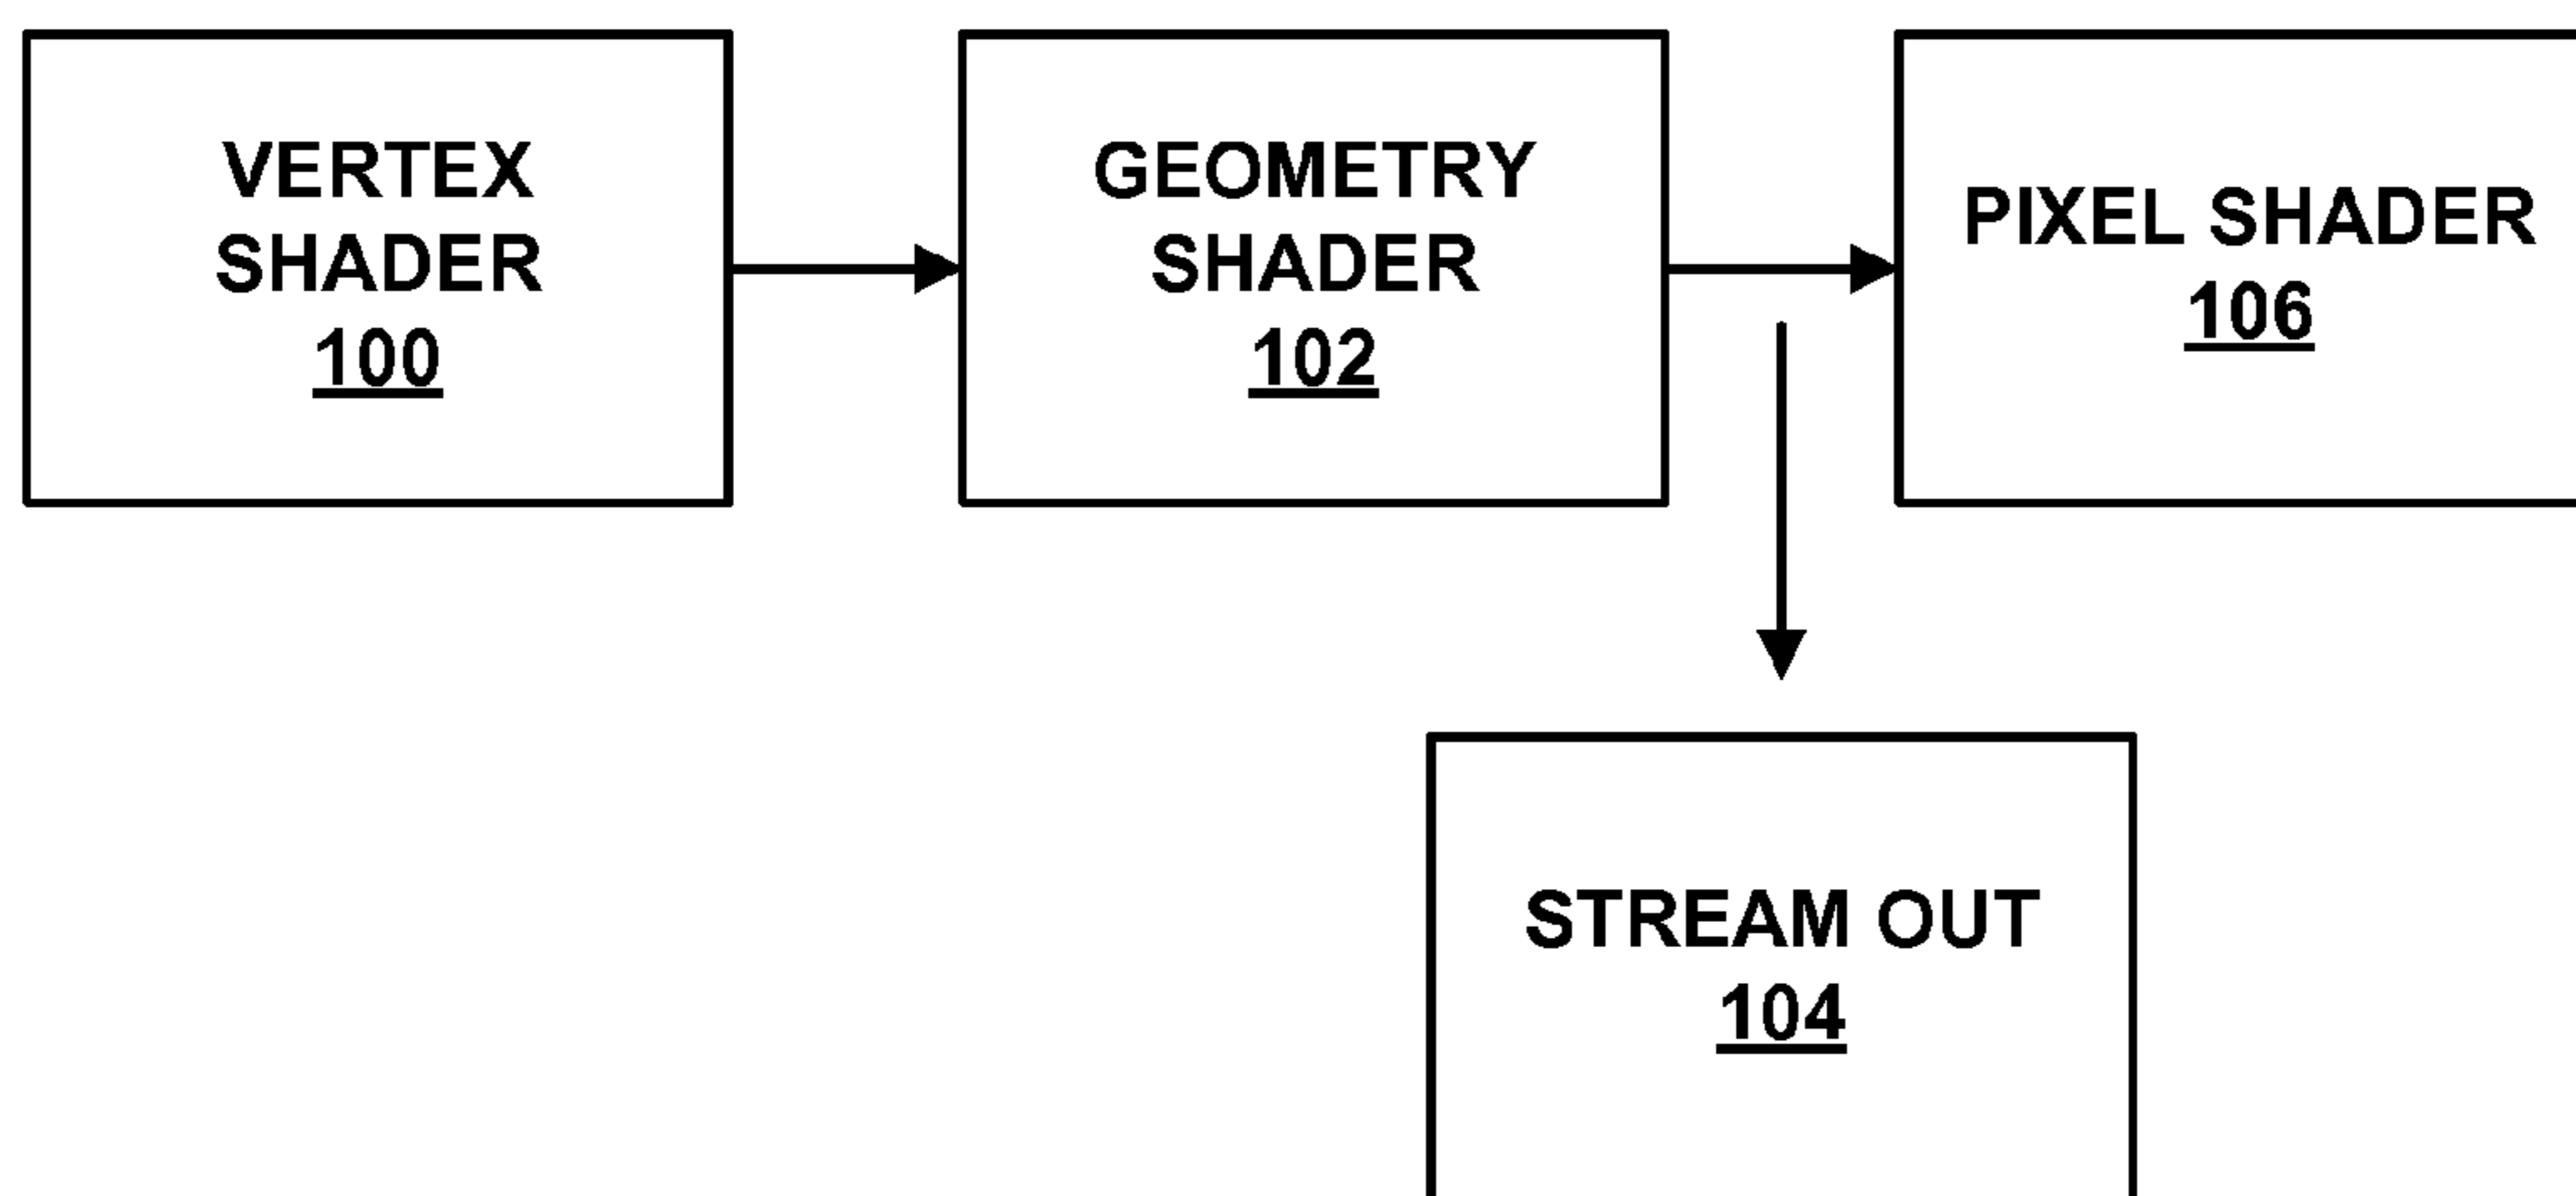 VERTEX
SHADER
100
GEOMETRY
SHADER
102
PIXEL SHADER
106
STREAM OUT
104